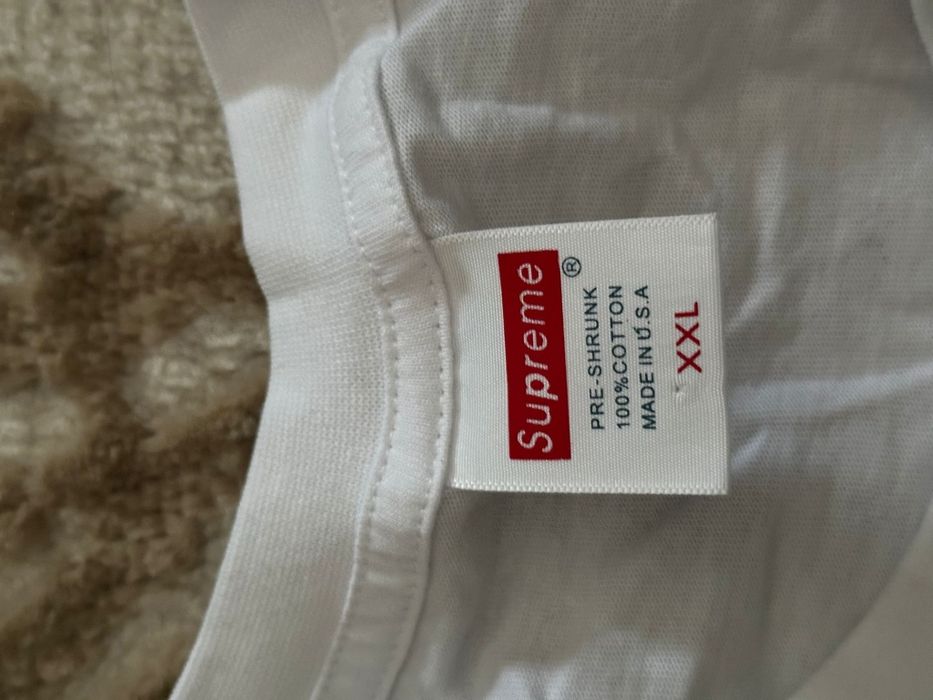 Supreme
®
PRE-SHRUNK
100%COTTON
MADE IN U.S.A
XXL